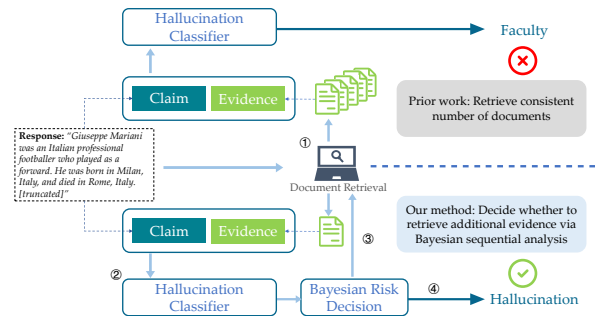 Hallucination
Classifier
Faculty
Claim
Evidence
Prior work: Retrieve consistent
number of documents
①
Response: “Giuseppe Mariani
was an Italian professional
footballer who played as a
forward. He was born in Milan,
Italy, and died in Rome, Italy.
[truncated]”
Document Retrieval
Our method: Decide whether to
retrieve additional evidence via
Bayesian sequential analysis
Claim
Evidence
③
②
Hallucination
Classifier
Bayesian Risk
Decision
④
Hallucination